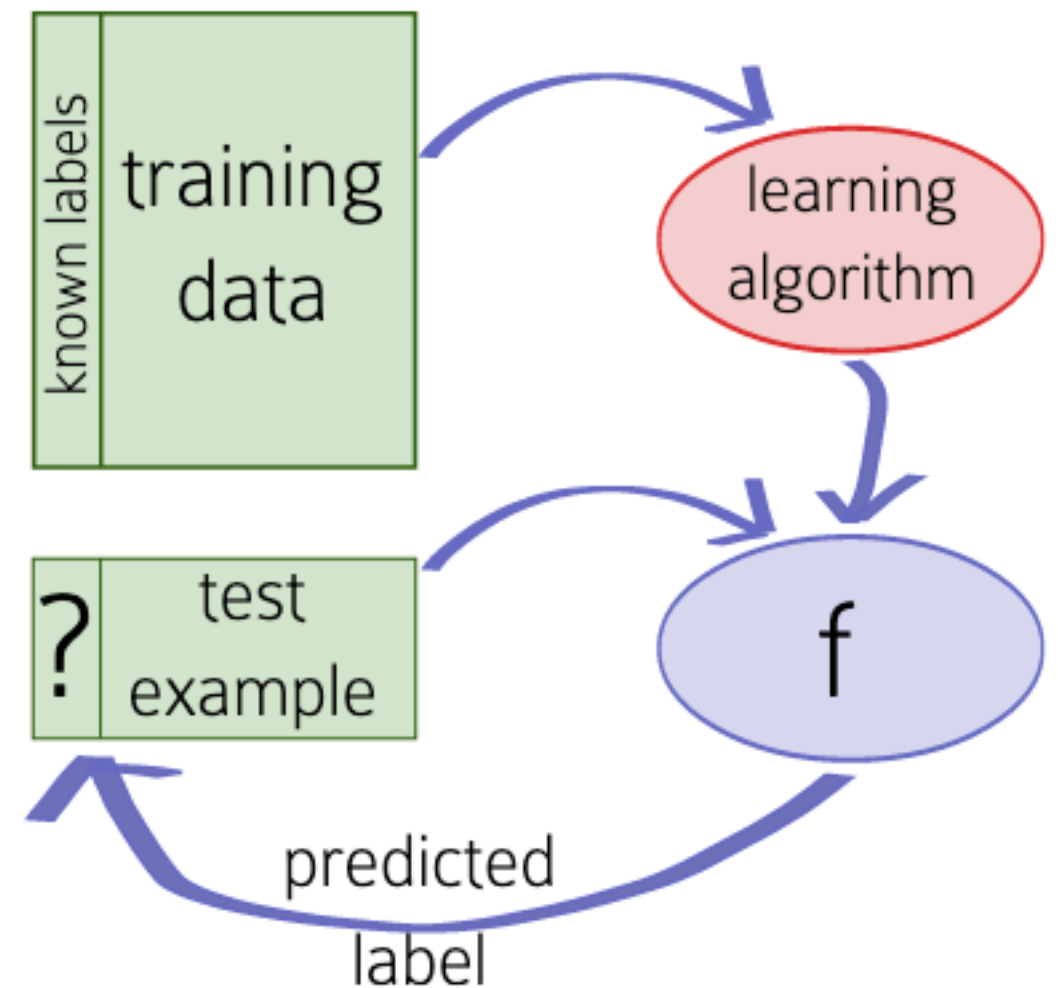 known labels
training
data
learning
algorithm
?
test
example
f
predicted
label